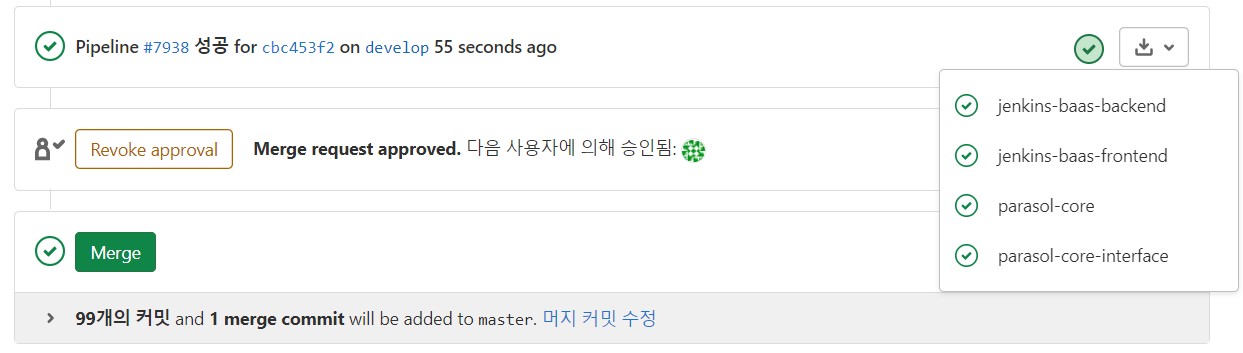 Pipeline #7938 성공 for cbc453f2 on develop 55 seconds ago
jenkins-baas-backend
jenkins-baas-frontend
parasol-core
parasol-core-interface
Revoke approval Merge request approved. 다음 사용자에 의해 승인됨:
Merge
99개의 커밋 and 1 merge commit will be added to master. 머지 커밋 수정